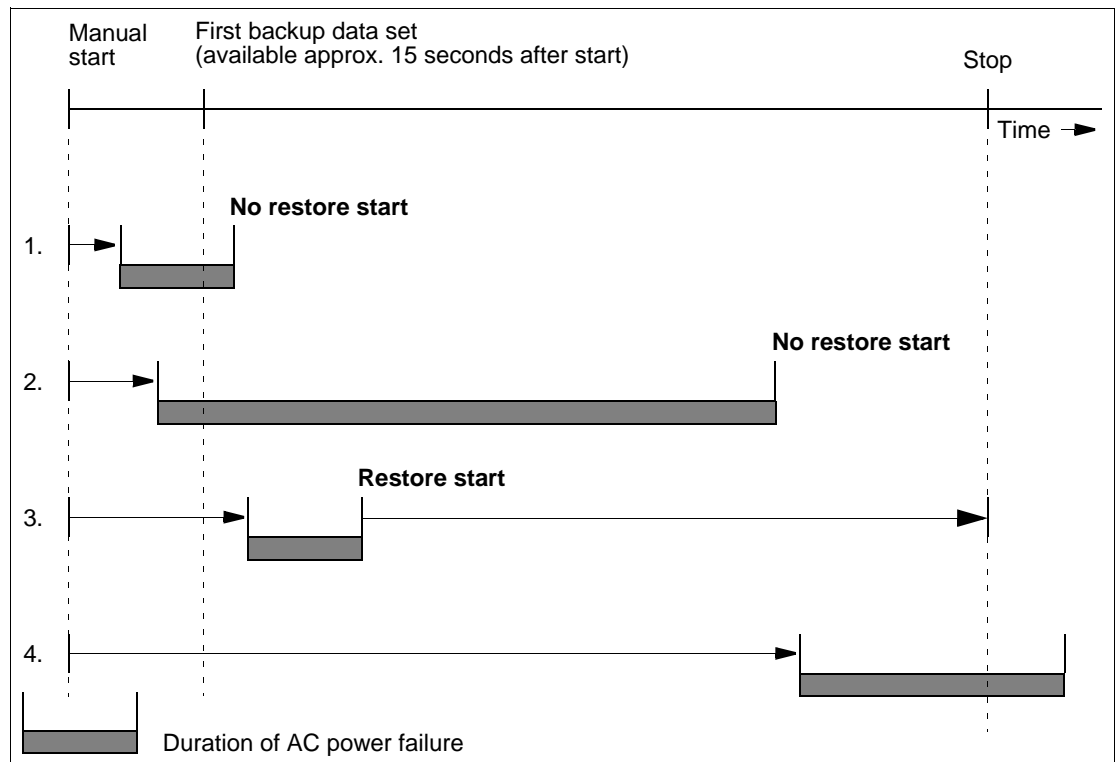 Manual
start
First backup data set
(available approx. 15 seconds after start)
Stop
Time
No restore start
1.
No restore start
2.
Restore start
3.
4.
Duration of AC power failure